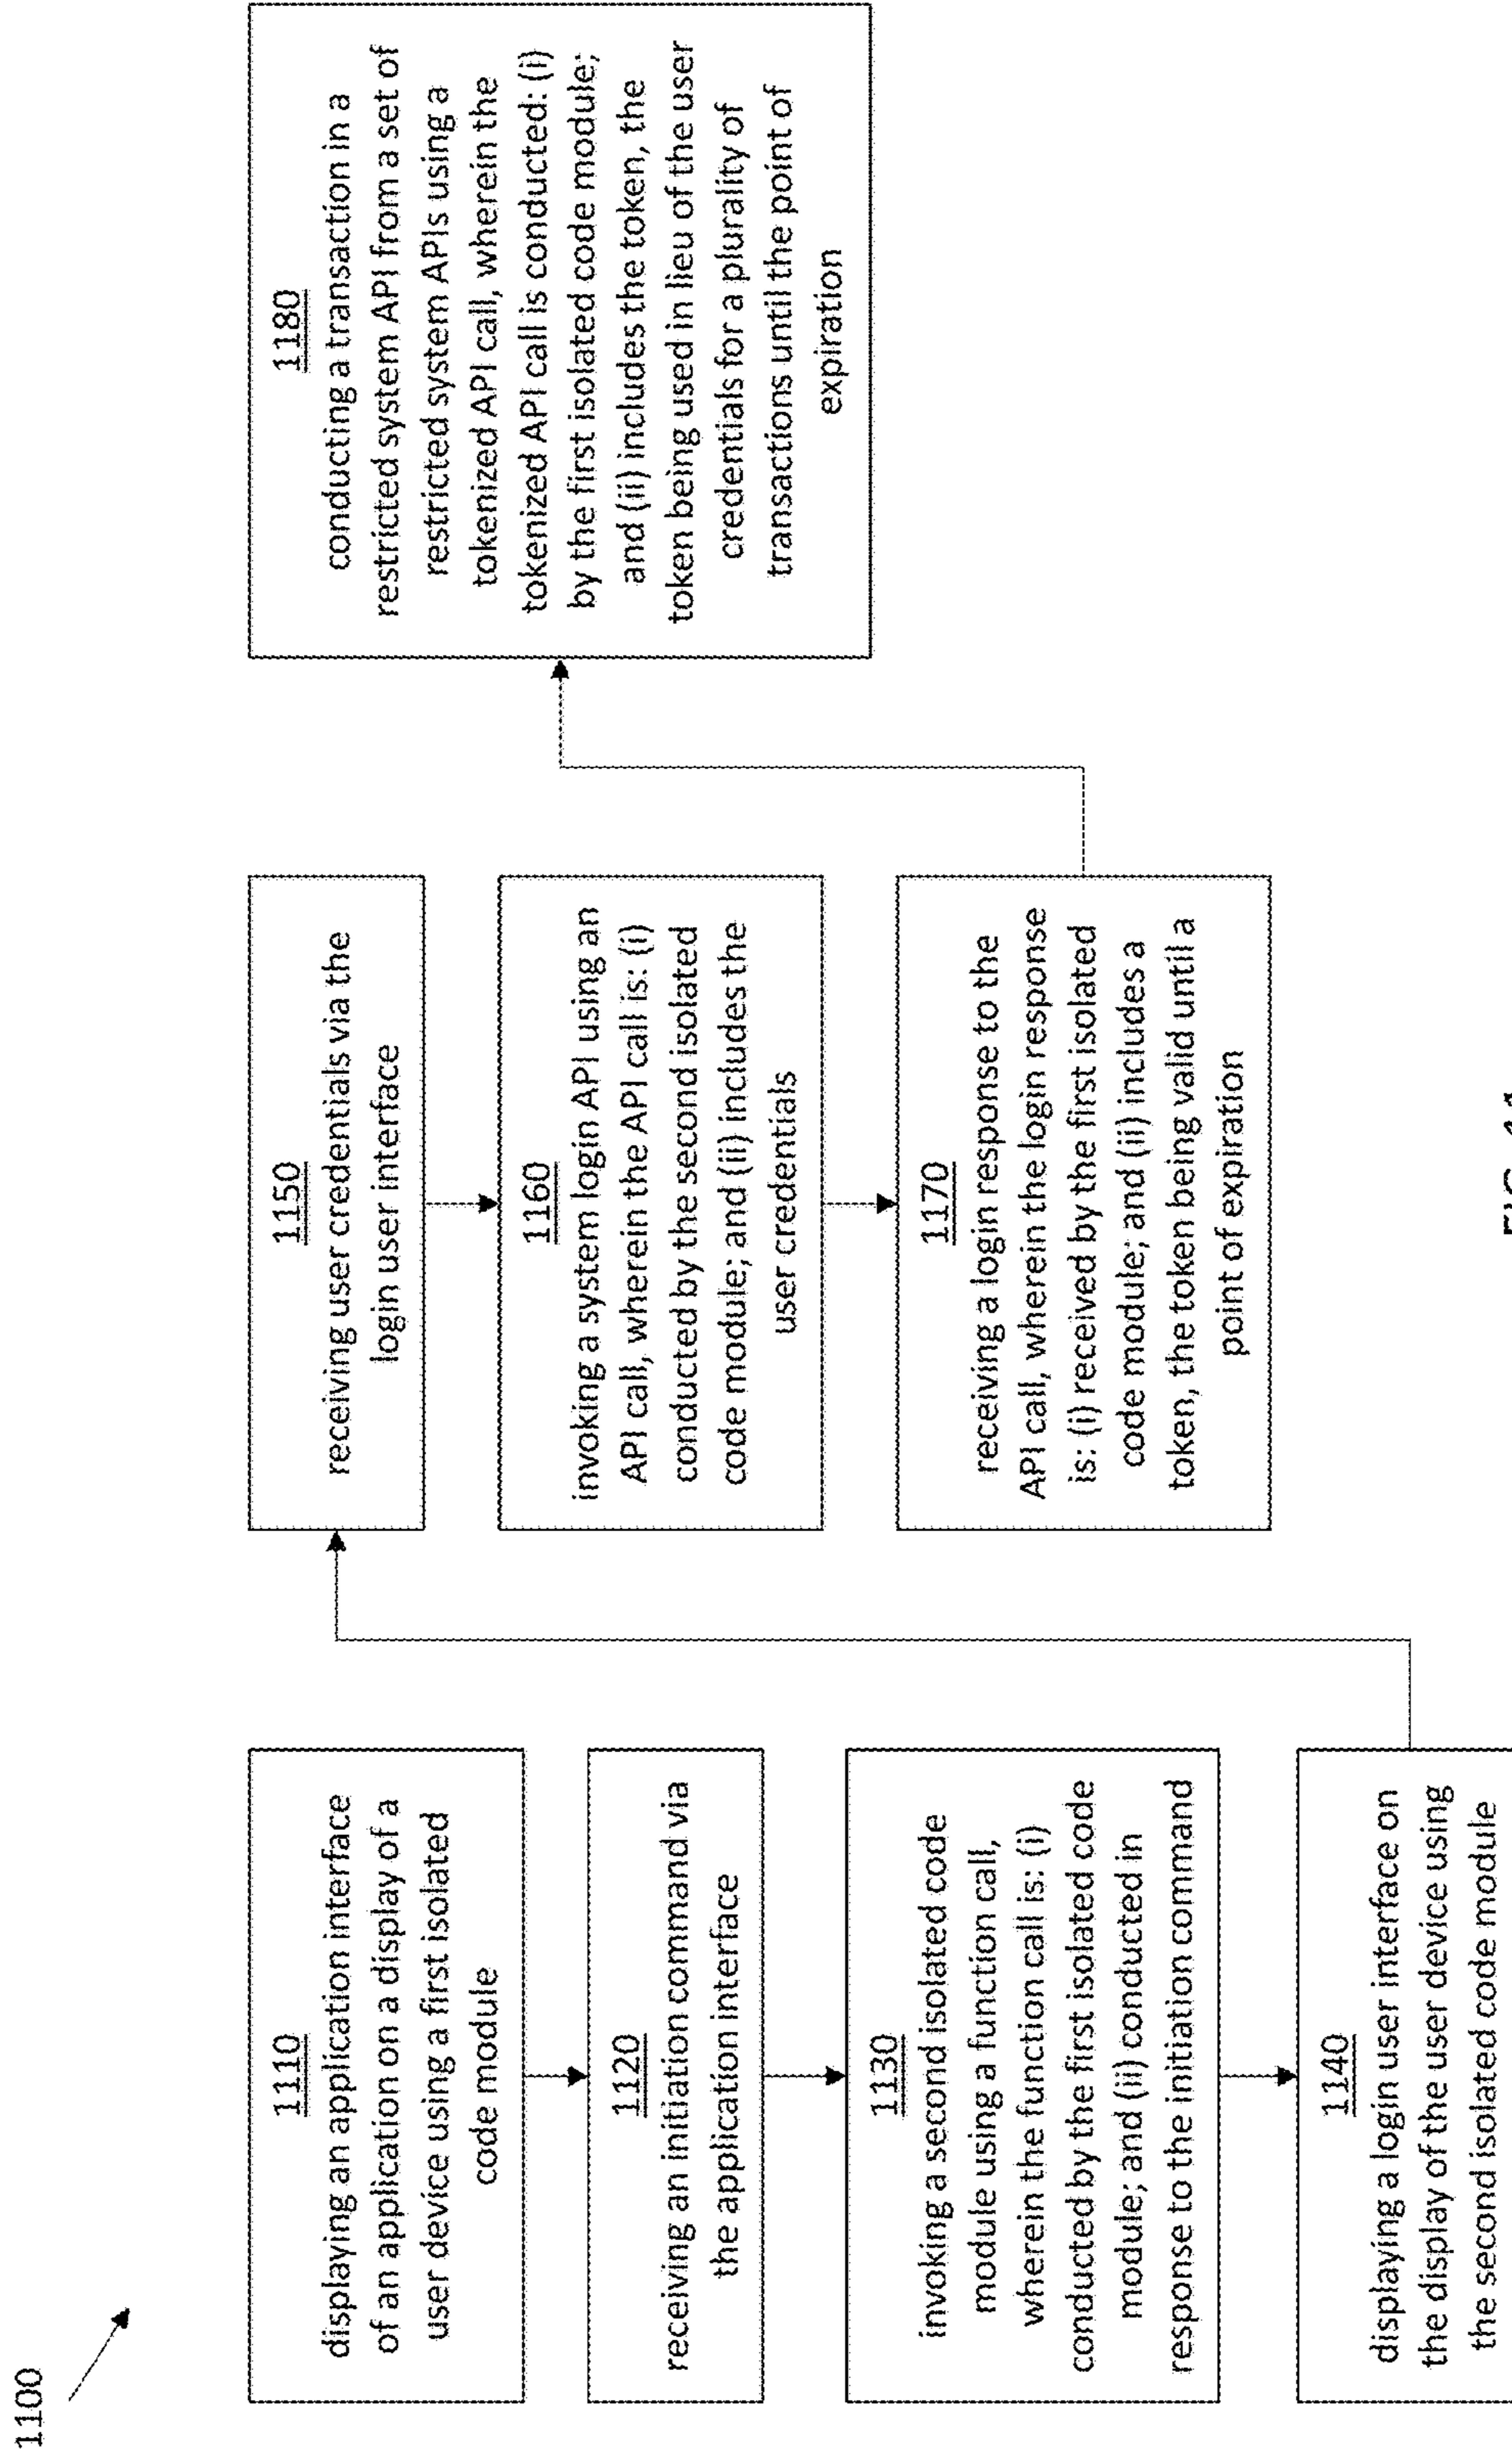 1100
1110
displaying an application interface
of an application on a display of a
user device using a first isolated
code module
1120
receiving an initiation command via
the application interface
1130
invoking a second isolated code
module using a function call,
wherein the function call is: (i)
conducted by the first isolated code
module; and (ii) conducted in
response to the initiation command
1140
displaying a login user interface on
the display of the user device using
the second isolated code module
1150
receiving user credentials via the
login user interface
1160
invoking a system login API using an
API call, wherein the API call is: (i)
conducted by the second isolated
code module; and (ii) includes the
user credentials
1170
receiving a login response to the
API call, wherein the login response
is: (i) received by the first isolated
code module; and (ii) includes a
token, the token being valid until a
point of expiration
1180
conducting a transaction in a
restricted system API from a set of
restricted system APIs using a
tokenized API call, wherein the
tokenized API call is conducted: (i)
by the first isolated code module;
and (ii) includes the token, the
token being used in lieu of the user
credentials for a plurality of
transactions until the point of
expiration